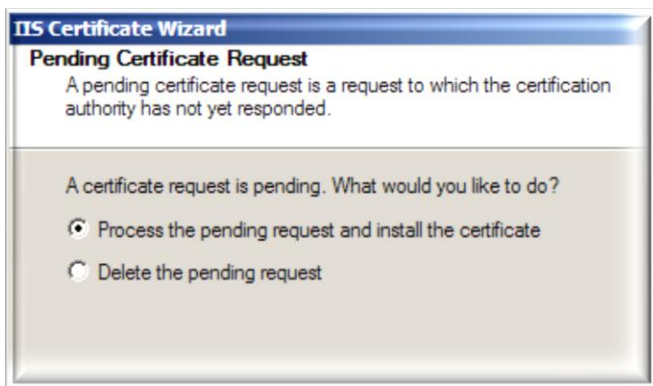 IIS Certificate Wizard
Pending Certificate Request
A pending certificate request is a request to which the certification
authority has not yet responded.
A certificate request is pending. What would you like to do?
Process the pending request and install the certificate
Delete the pending request